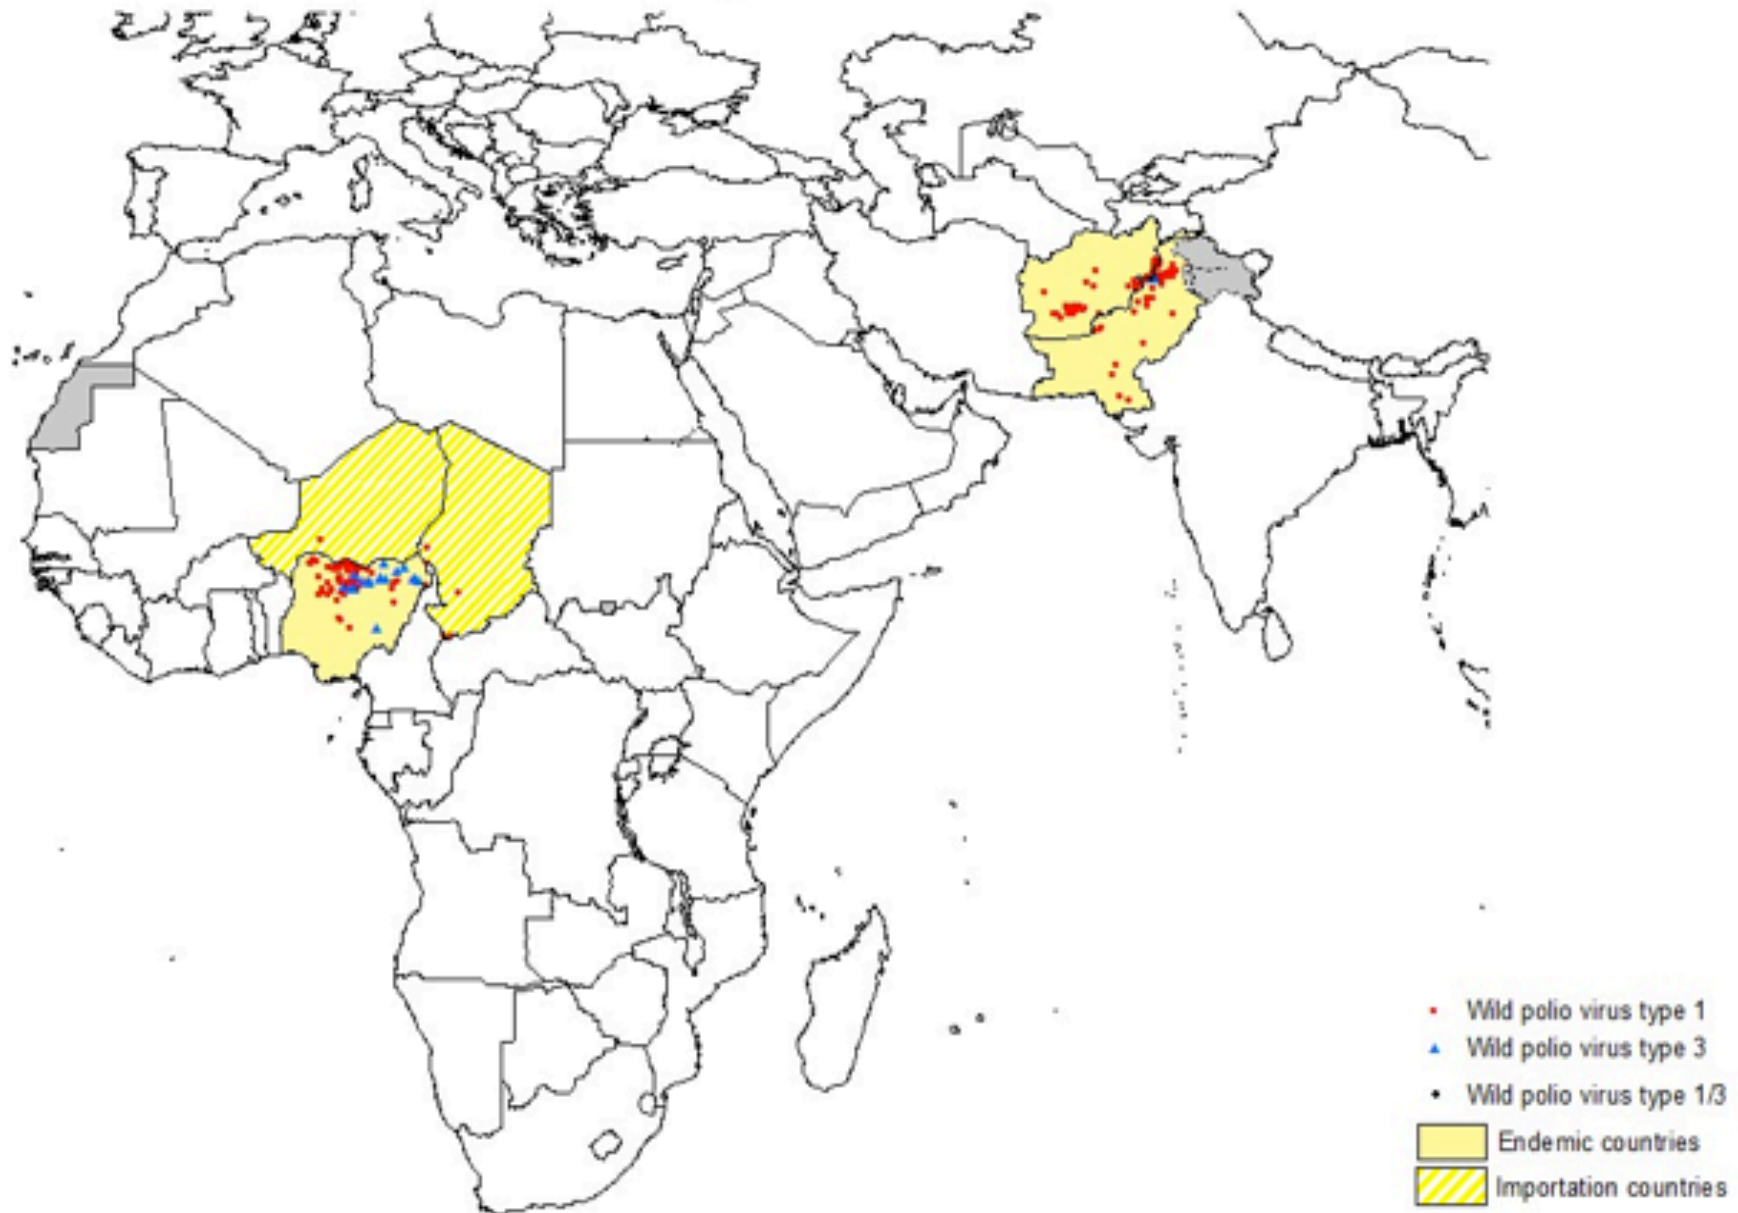 Wild polio virus type 1
Wild polio virus type 3
Wild polio virus type 1/3
Endemic countries
Importation countries